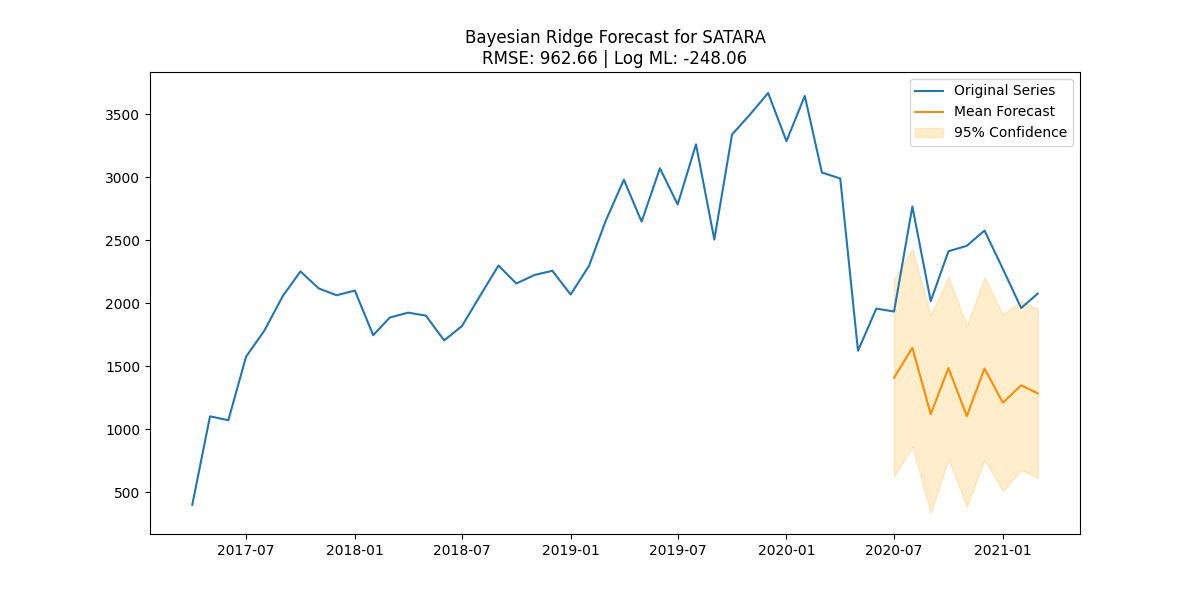 Bayesian Ridge Forecast for SATARA
RMSE: 962.66 | Log ML: -248.06
Original Series
Mean Forecast
95% Confidence
3500
3000
2500
2000
1500
1000
500
2017-07 2018-01 2018-07 2019-01 2019-07 2020-01 2020-07 2021-01